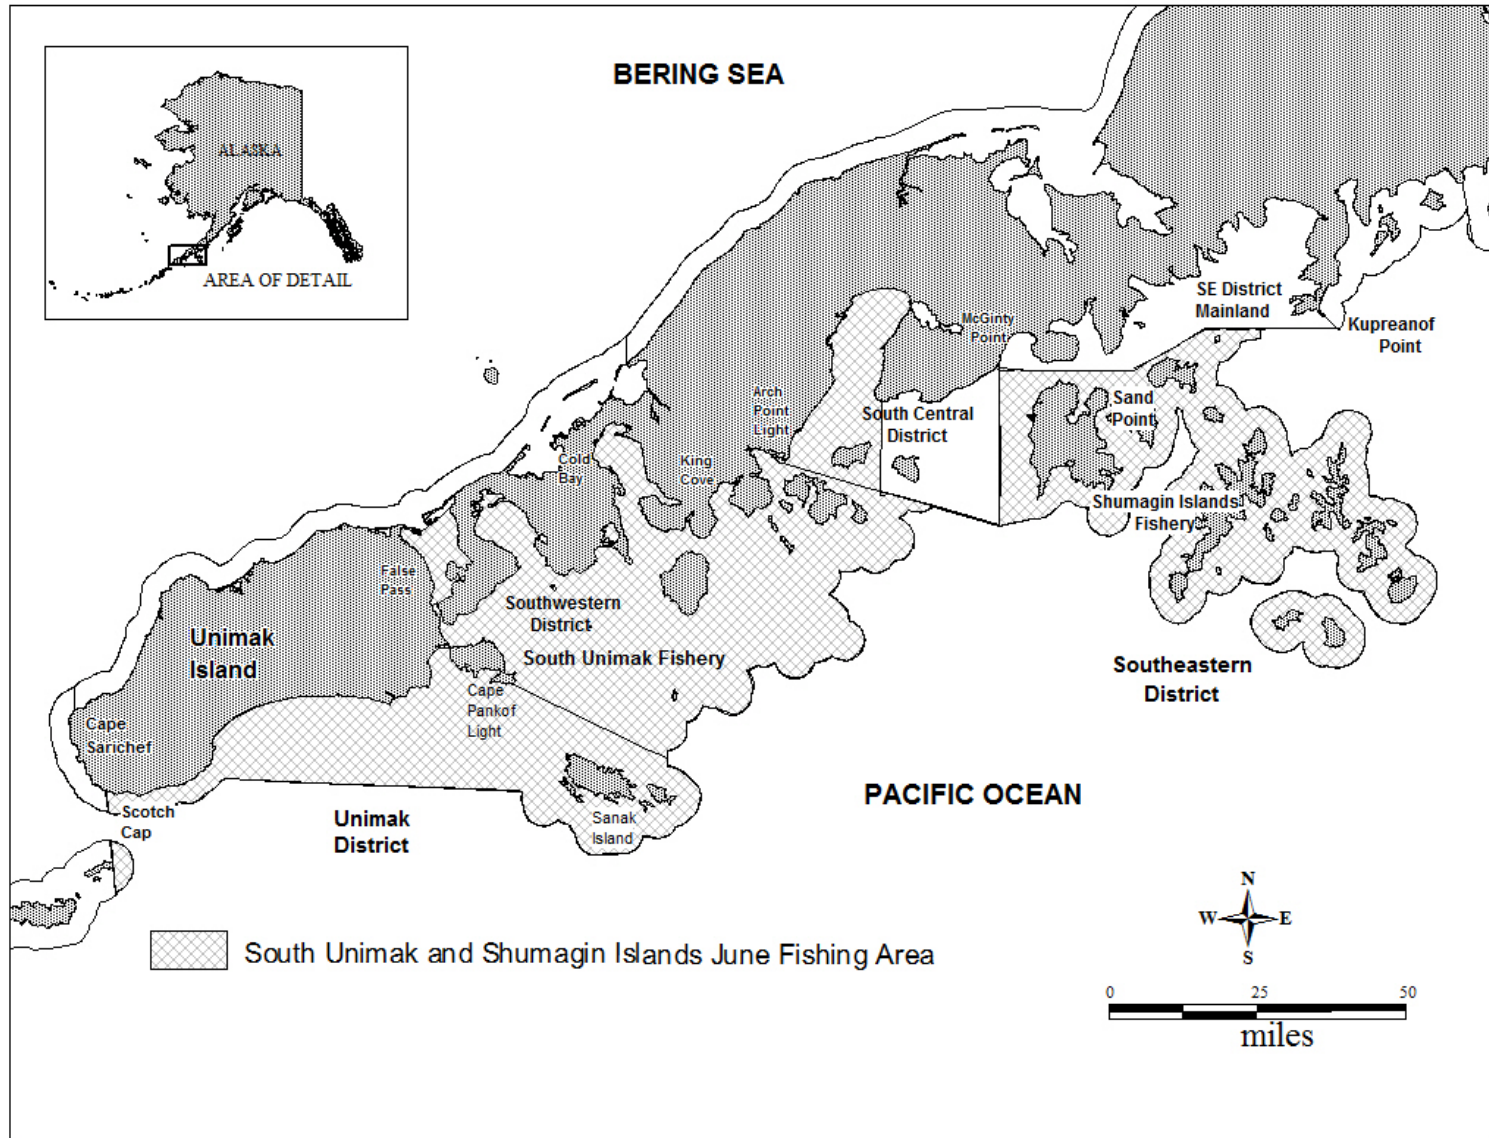 BERING SEA
ALASKA
AREA OF DETAIL
SE District
Mainland
Kupreanof
Point
McGinty
Point
Arch
Point
Light
South Central
District
Sand
Point
Cold
Bay
King
Cove
Shumagin Islands
Fishery
False
Pass
Southwestern
District
Unimak
Island
South Unimak Fishery
Southeastern
District
Cape
Pankof
Light
Cape
Sarichef
Scotch
Cap
Unimak
District
Sanak
Island
PACIFIC OCEAN
N
W
E
S
South Unimak and Shumagin Islands June Fishing Area
0 25 50
miles